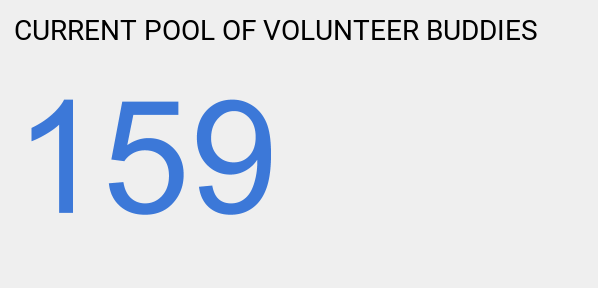 CURRENT POOL OF VOLUNTEER BUDDIES
159